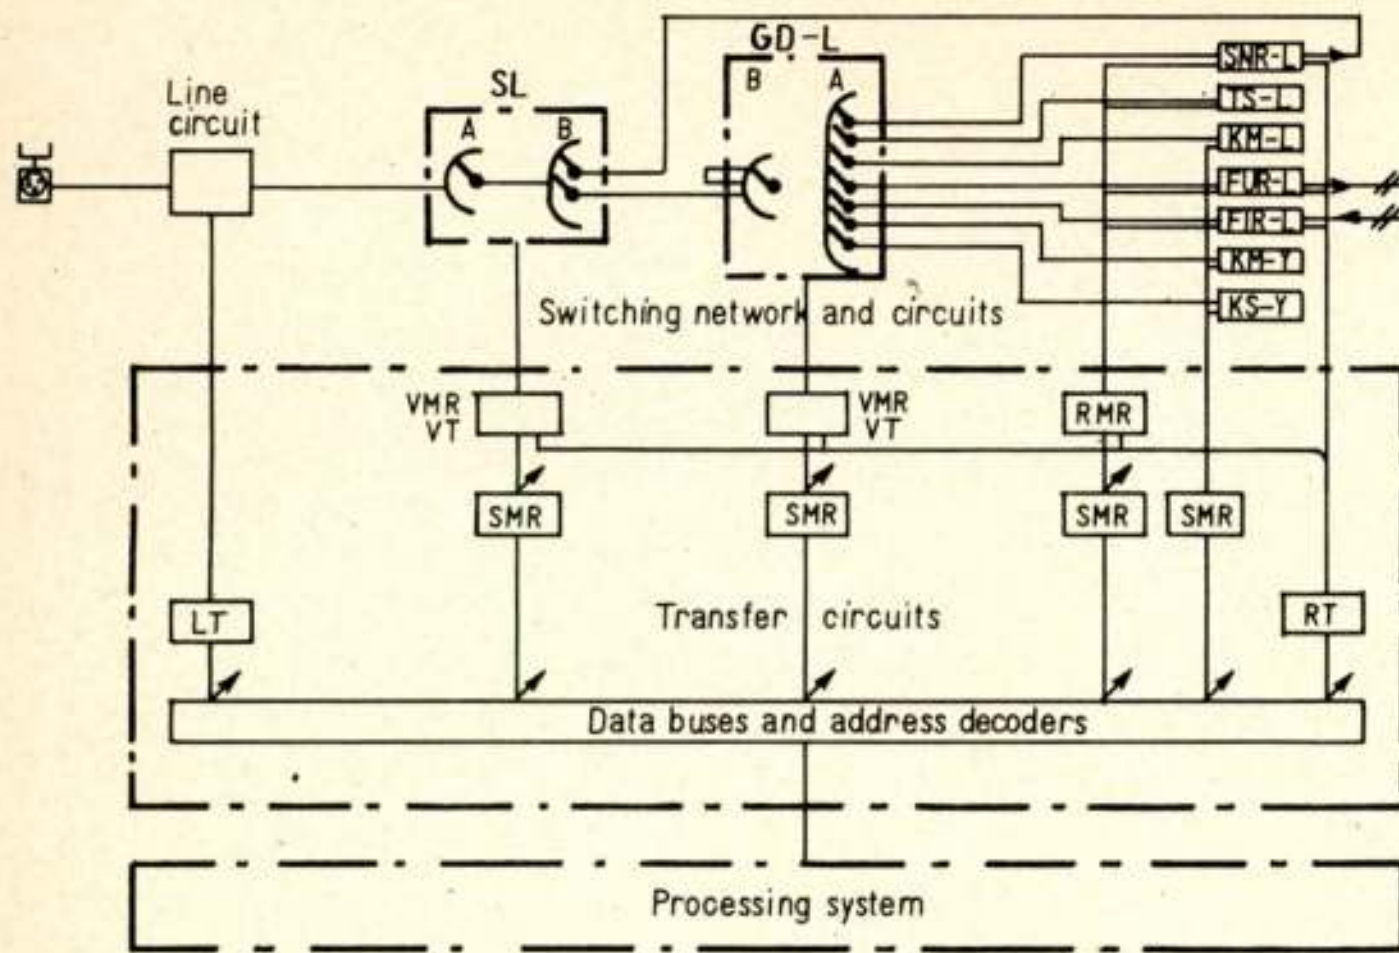 GD-L
SNR-L
Line
circuit
SL
B
A
TS-L
A
B
KM-L
FUR-L
FIR-L
KM-Y
KS-Y
Switching network and circuits
VMR
VT
VMR
VT
RMR
SMR
SMR
SMR
SMR
LT
Transfer circuits
RT
Data buses and address decoders
Processing system